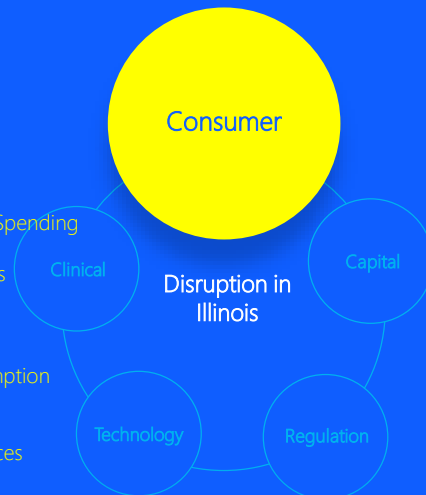 Consumer
Spending
Clinical
Capital
Disruption in
Illinois
Technology
Regulation